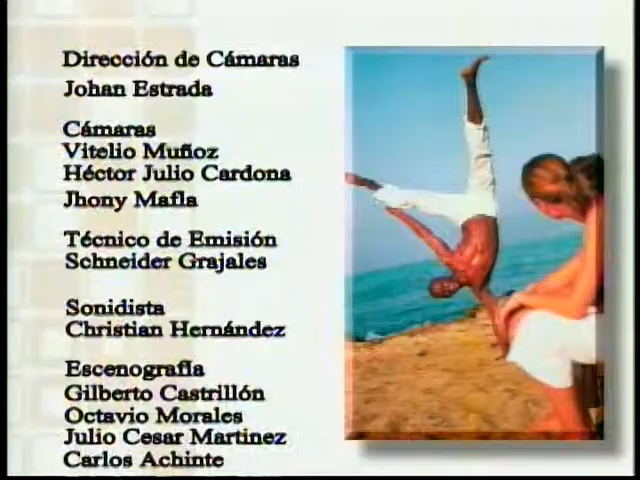 Dirección de Cámaras
Johan Estrada
Cámaras
Vitelio Muñoz
Héctor Julio Cardona
Jhony Mafla
Técnico de Emisión
Schneider Grajales
Sonidista
Christian Hernández
Escenografía
Gilberto Castrillón
Octavio Morales
Julio Cesar Martinez
Carlos Achinte